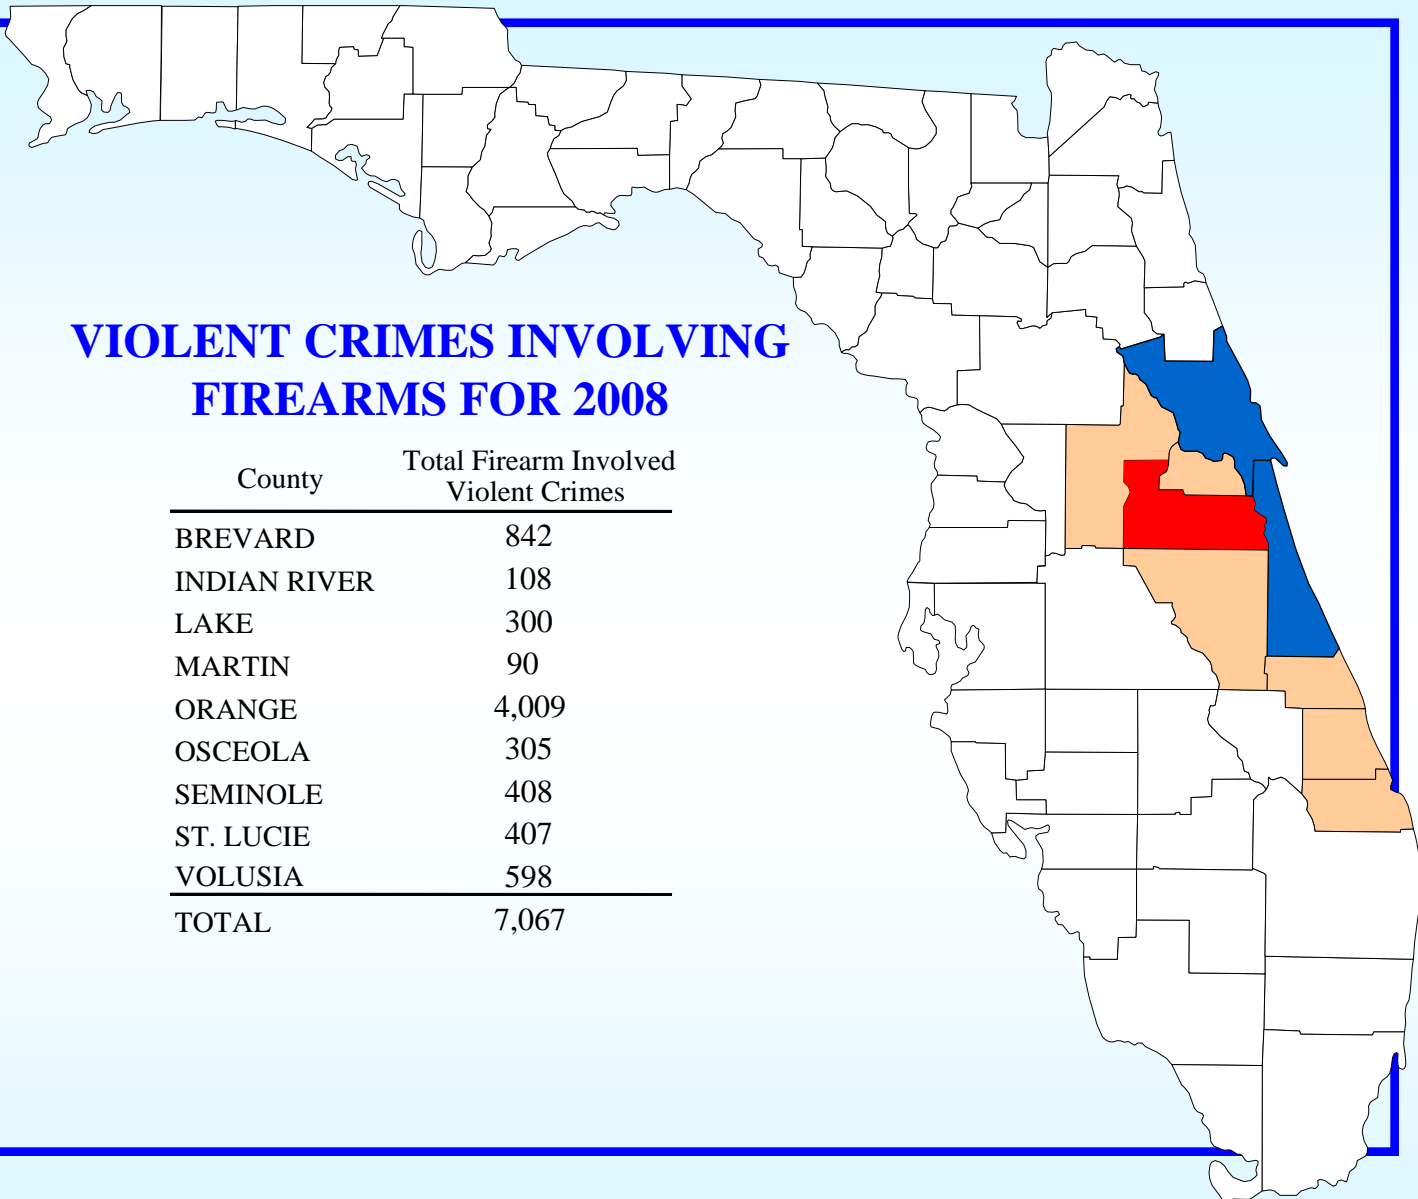 VIOLENT CRIMES INVOLVING
FIREARMS FOR 2008
County Total Firearm Involved
Violent Crimes
BREVARD 842
INDIAN RIVER 108
LAKE 300
MARTIN 90
ORANGE 4,009
OSCEOLA 305
SEMINOLE 408
ST. LUCIE 407
VOLUSIA 598
TOTAL 7,067